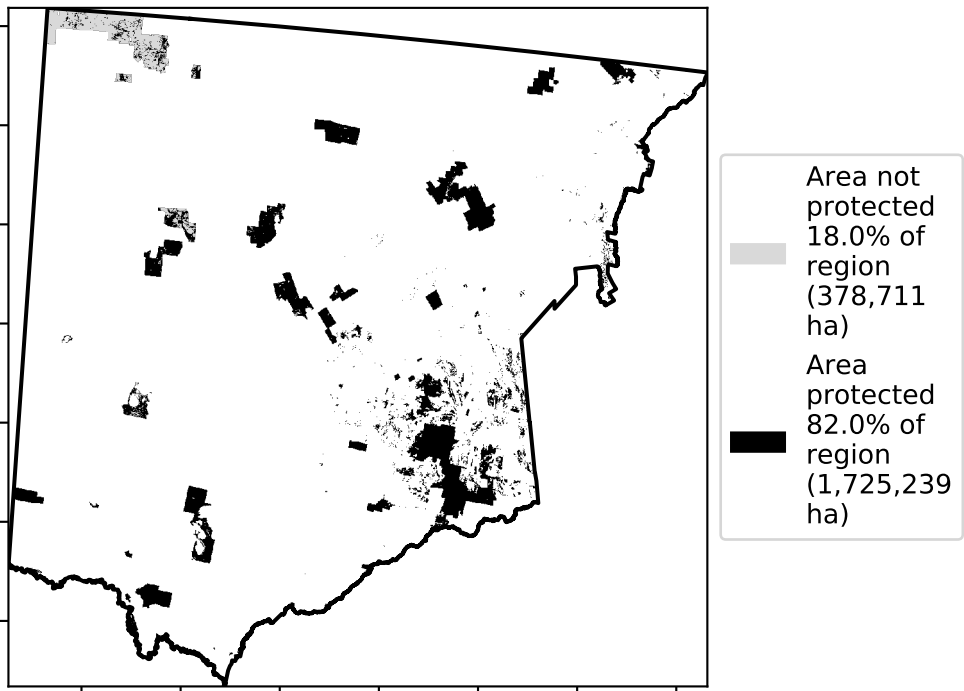 Area not
protected
18.0% of
region
(378,711
ha)
Area
protected
82.0% of
region
(1,725,239
ha)